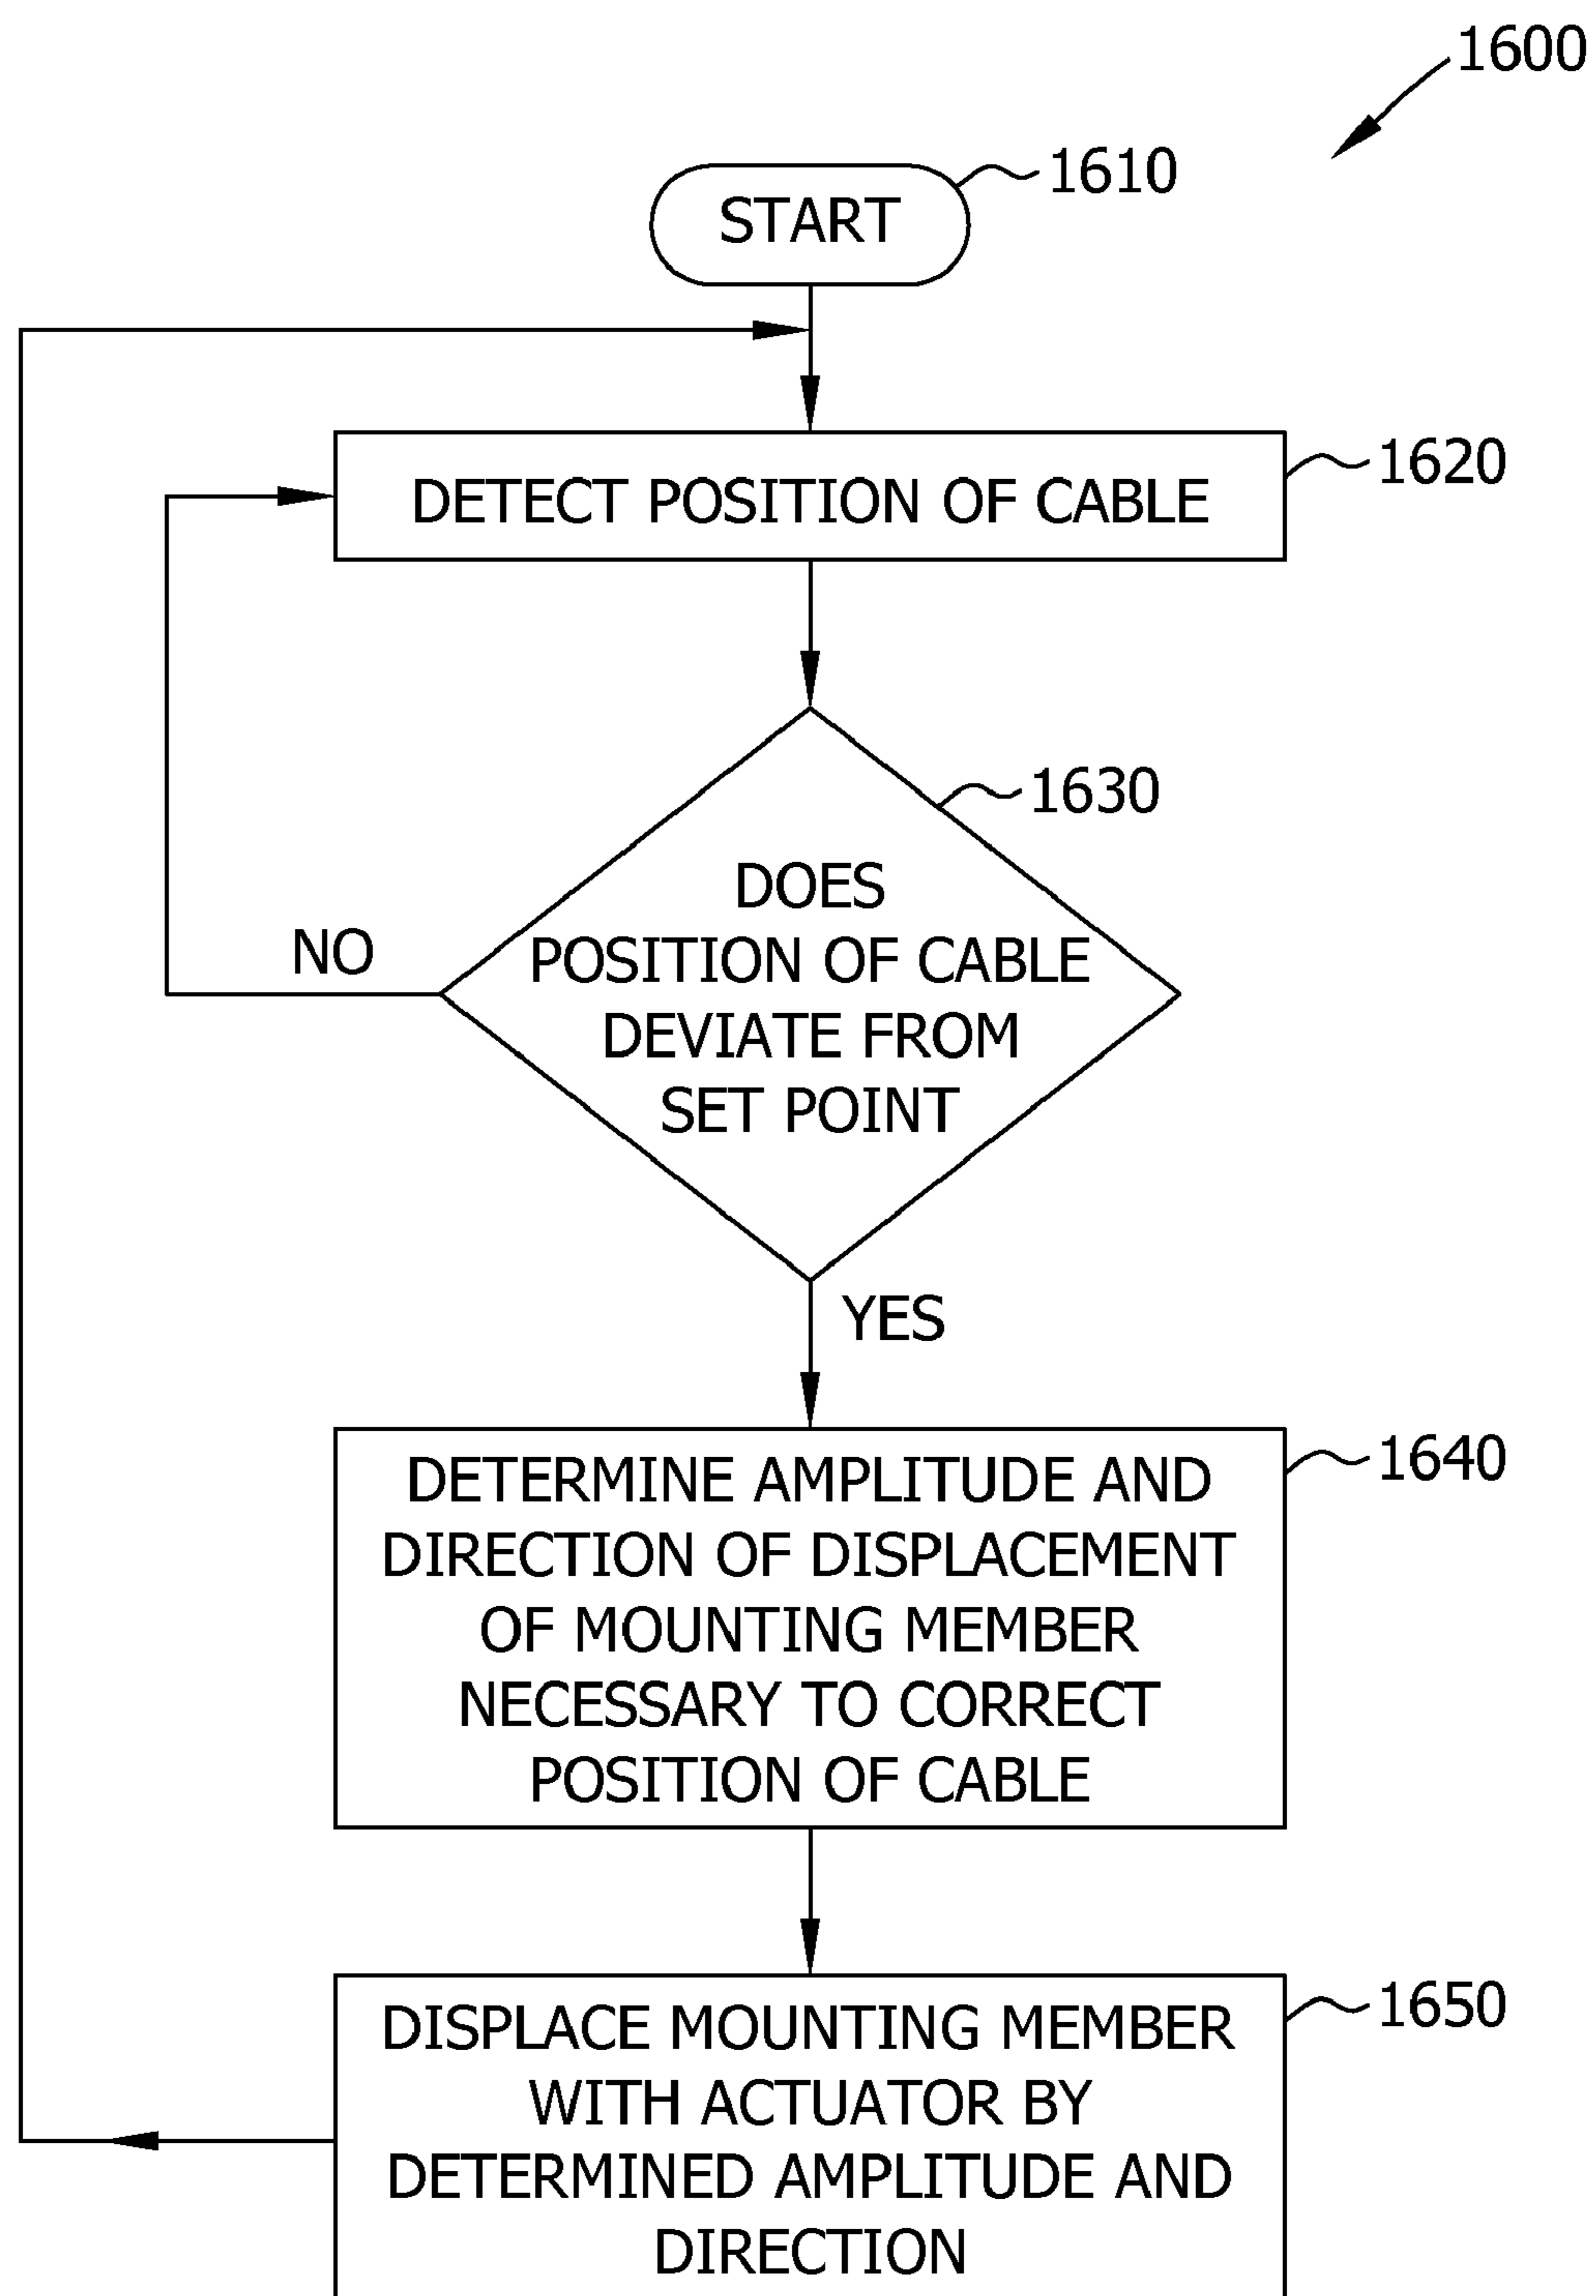 1600
1610
START
1620
DETECT POSITION OF CABLE
1630
DOES
POSITION OF CABLE
DEVIATE FROM
SET POINT
NO
YES
1640
DETERMINE AMPLITUDE AND
DIRECTION OF DISPLACEMENT
OF MOUNTING MEMBER
NECESSARY TO CORRECT
POSITION OF CABLE
1650
DISPLACE MOUNTING MEMBER
WITH ACTUATOR BY
DETERMINED AMPLITUDE AND
DIRECTION